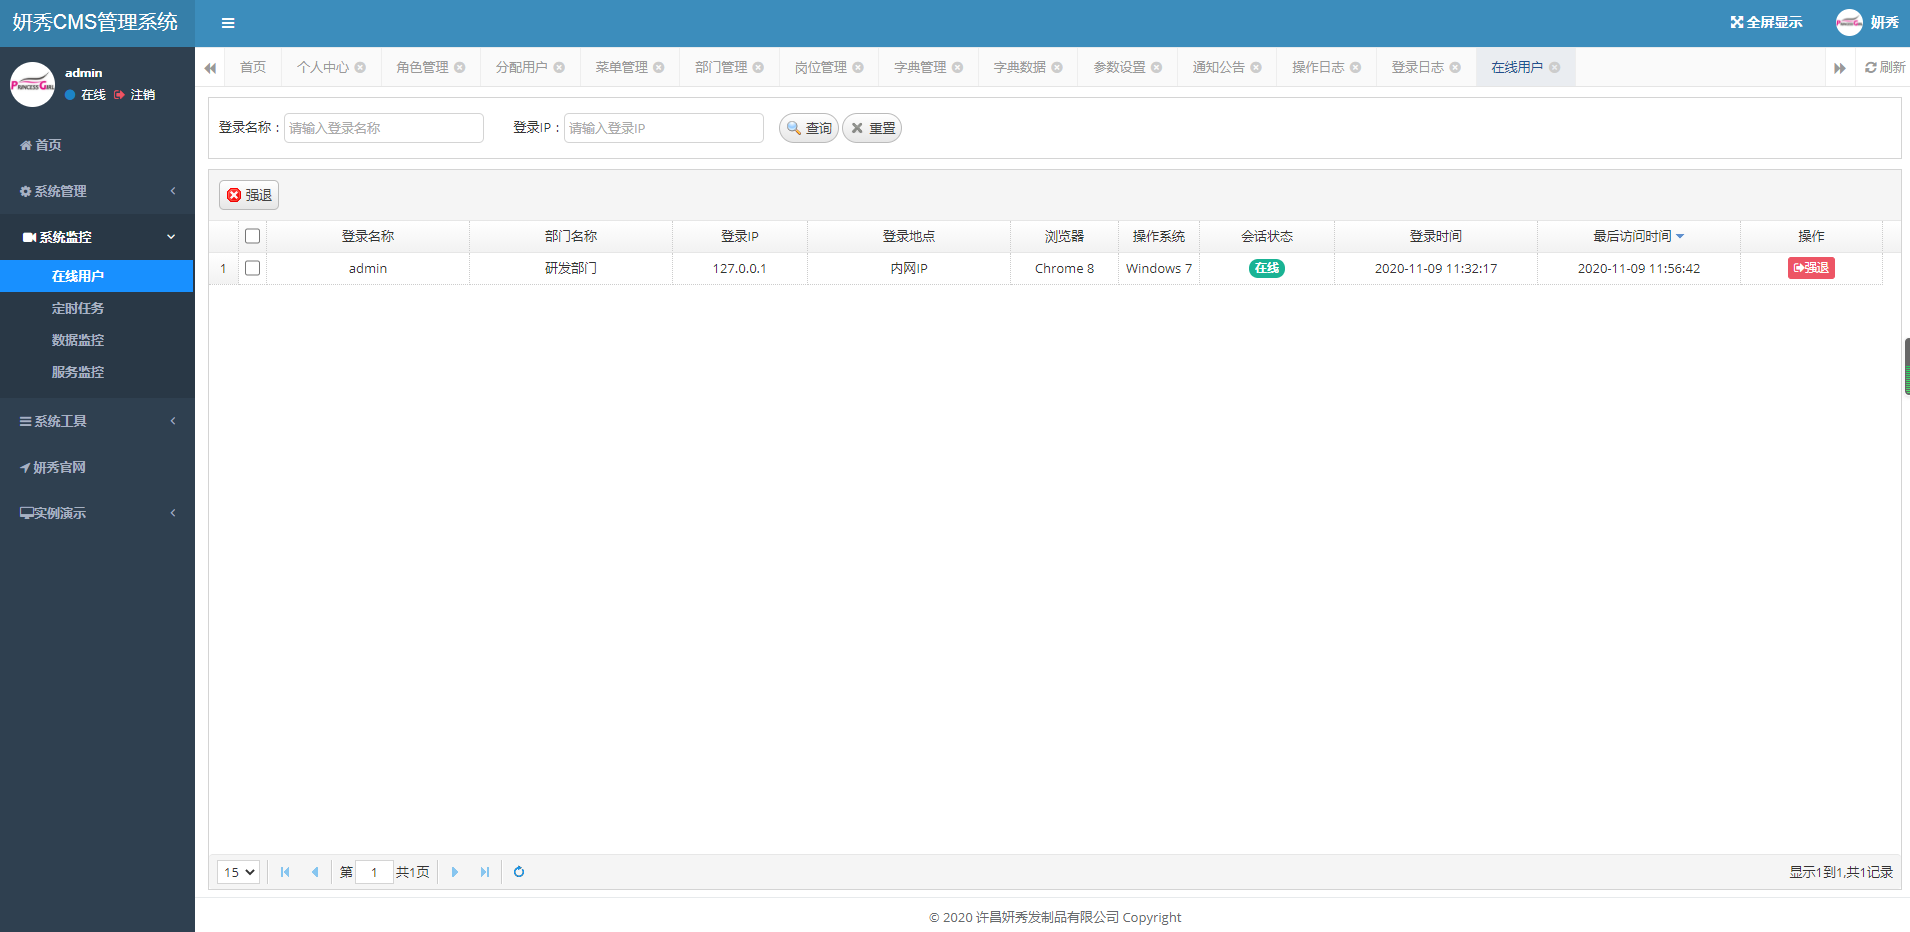 妍秀CMS管理系统
全屏显示 妍秀
PRINCESS GIRL
admin
在线 注销
首页 个人中心 角色管理 分配用户 菜单管理 部门管理 岗位管理 字典管理 字典数据 参数设置 通知公告 操作日志 登录日志 在线用户 刷新
首页
系统管理
系统监控
在线用户
定时任务
数据监控
服务监控
系统工具
妍秀官网
实例演示
登录名称： 请输入登录名称 登录IP： 请输入登录IP 查询 重置
强退
登录名称 部门名称 登录IP 登录地点 浏览器 操作系统 会话状态 登录时间 最后访问时间 操作
1 admin 研发部门 127.0.0.1 内网IP Chrome 8 Windows 7 在线 2020-11-09 11:32:17 2020-11-09 11:56:42 强退
15 第 1 共1页 显示1到1,共1记录
© 2020 许昌妍秀发制品有限公司 Copyright